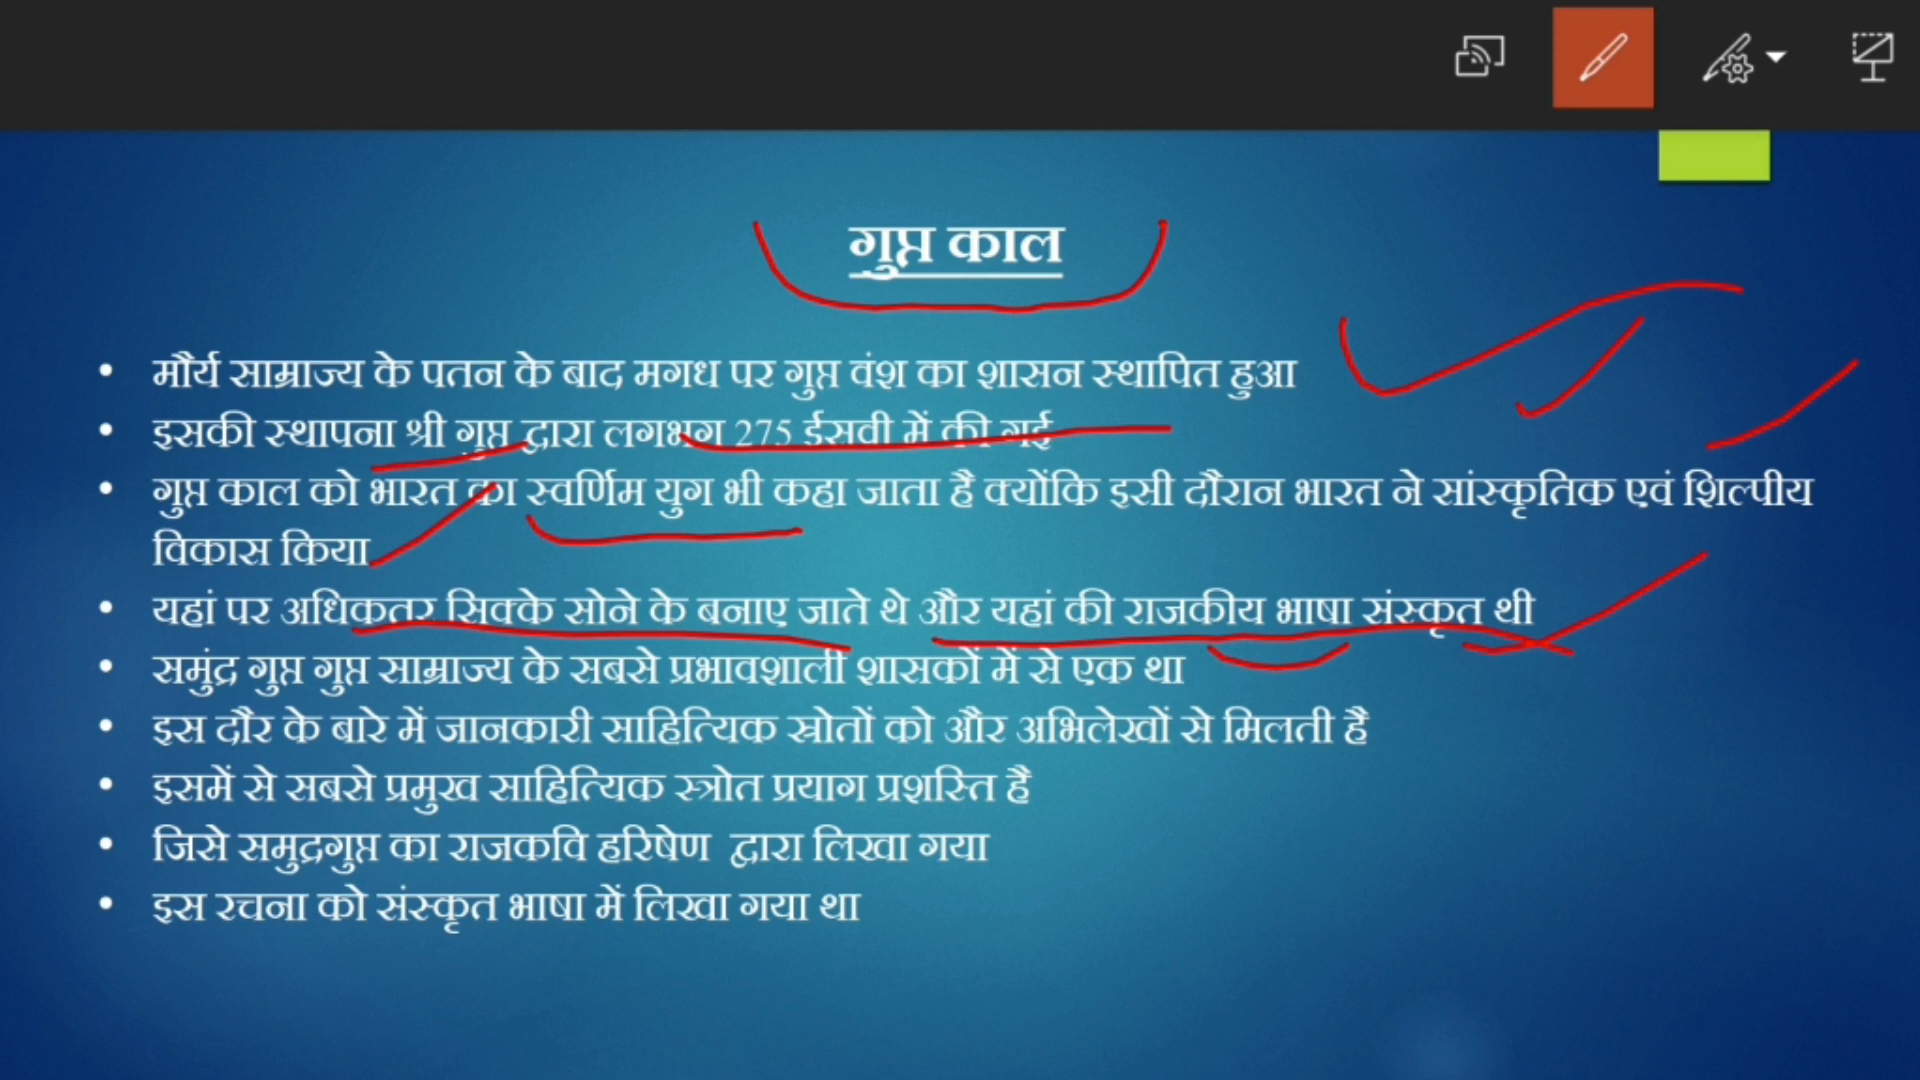 गुप्त काल
• मौर्य साम्राज्य के पतन के बाद मगध पर गुप्त वंश का शासन स्थापित हुआ
• इसकी स्थापना श्री गुप्त द्वारा लगभग 275 ईसवी में की गई
• गुप्त काल को भारत का स्वर्णिम युग भी कहा जाता है क्योंकि इसी दौरान भारत ने सांस्कृतिक एवं शिल्पीय
विकास किया
• यहां पर अधिकतर सिक्के सोने के बनाए जाते थे और यहां की राजकीय भाषा संस्कृत थी
• समुंद्र गुप्त गुप्त साम्राज्य के सबसे प्रभावशाली शासकों में से एक था
• इस दौर के बारे में जानकारी साहित्यिक स्रोतों को और अभिलेखों से मिलती है
• इसमें से सबसे प्रमुख साहित्यिक स्त्रोत प्रयाग प्रशस्ति है
• जिसे समुद्रगुप्त का राजकवि हरिषेण द्वारा लिखा गया
• इस रचना को संस्कृत भाषा में लिखा गया था